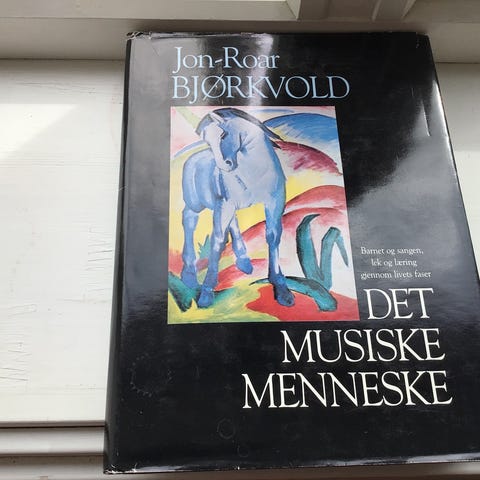 Jon-Roar
BJØRKVOLD
Barnet og sangen,
lek og læring
gjennom livets faser
DET
MUSISKE
MENNESKE